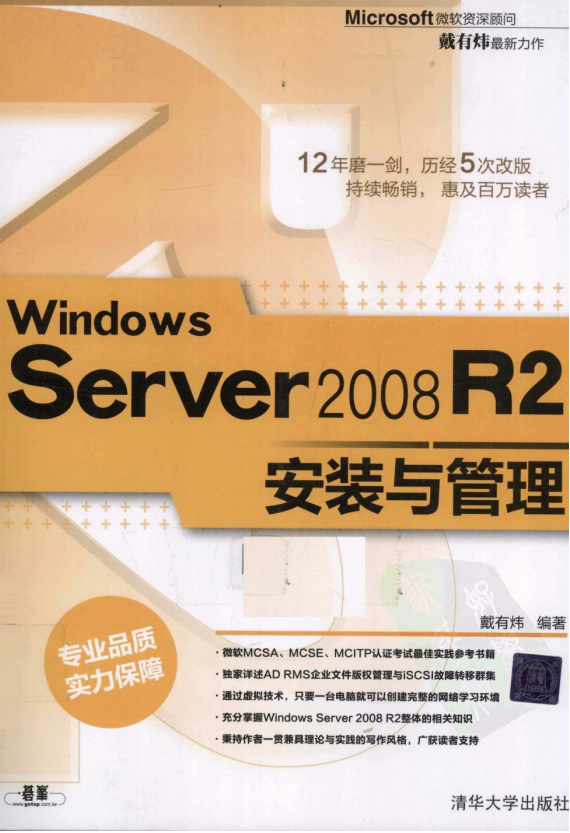 Microsoft微软资深顾问
戴有炜最新力作
12年磨一剑，历经5次改版
持续畅销，惠及百万读者
Windows
Server 2008 R2
安装与管理
戴有炜 编著
专业品质
实力保障
·微软MCSA、MCSE、MCITP认证考试最佳实践参考书籍
·独家详述AD RMS企业文件版权管理与iSCSI故障转移群集
·通过虚拟技术，只要一台电脑就可以创建完整的网络学习环境
·充分掌握Windows Server 2008 R2整体的相关知识
·秉持作者一贯兼具理论与实践的写作风格，广获读者支持
www.gotop.com.tw
清华大学出版社